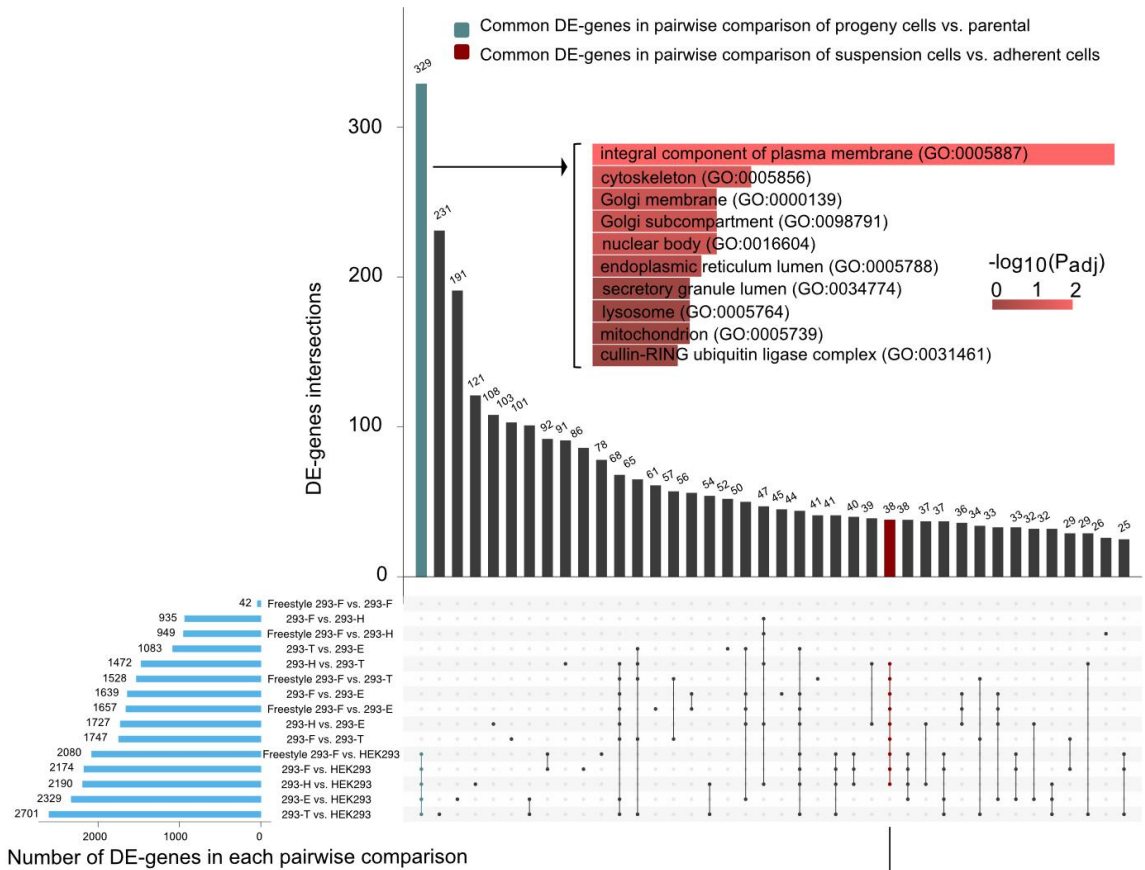 Common DE-genes in pairwise comparison of progeny cells vs. parental
Common DE-genes in pairwise comparison of suspension cells vs. adherent cells
DE-genes intersections
300
200
100
0
329
231
191
121
108
103
101
92
91
86
78
68
65
61
57
56
54
52
50
47
45
44
41
41
40
39
38
38
37
37
36
34
33
33
32
32
29
29
26
25
integral component of plasma membrane (GO:0005887)
cytoskeleton (GO:0005856)
Golgi membrane (GO:0000139)
Golgi subcompartment (GO:0098791)
nuclear body (GO:0016604)
endoplasmic reticulum lumen (GO:0005788)
secretory granule lumen (GO:0034774)
lysosome (GO:0005764)
mitochondrion (GO:0005739)
cullin-RING ubiquitin ligase complex (GO:0031461)
-log10(Padj)
0 1 2
42 Freestyle 293-F vs. 293-F
935 293-F vs. 293-H
949 Freestyle 293-F vs. 293-H
1083 293-T vs. 293-E
1472 293-H vs. 293-T
1528 Freestyle 293-F vs. 293-T
1639 293-F vs. 293-E
1657 Freestyle 293-F vs. 293-E
1727 293-H vs. 293-E
1747 293-F vs. 293-T
2080 Freestyle 293-F vs. HEK293
2174 293-F vs. HEK293
2190 293-H vs. HEK293
2329 293-E vs. HEK293
2701 293-T vs. HEK293
2000 1000 0
Number of DE-genes in each pairwise comparison